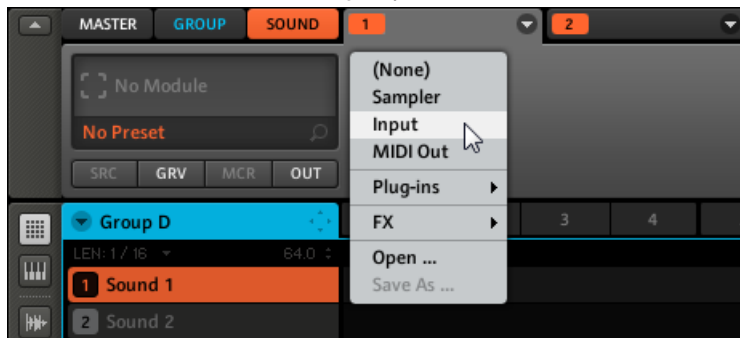 MASTER GROUP SOUND 1 2
No Module
No Preset
SRC GRV MCR OUT
(None)
Sampler
Input
MIDI Out
Plug-ins
FX
Open ...
Save As ...
Group D 3 4
LEN: 1 / 16 64.0
1 Sound 1
2 Sound 2